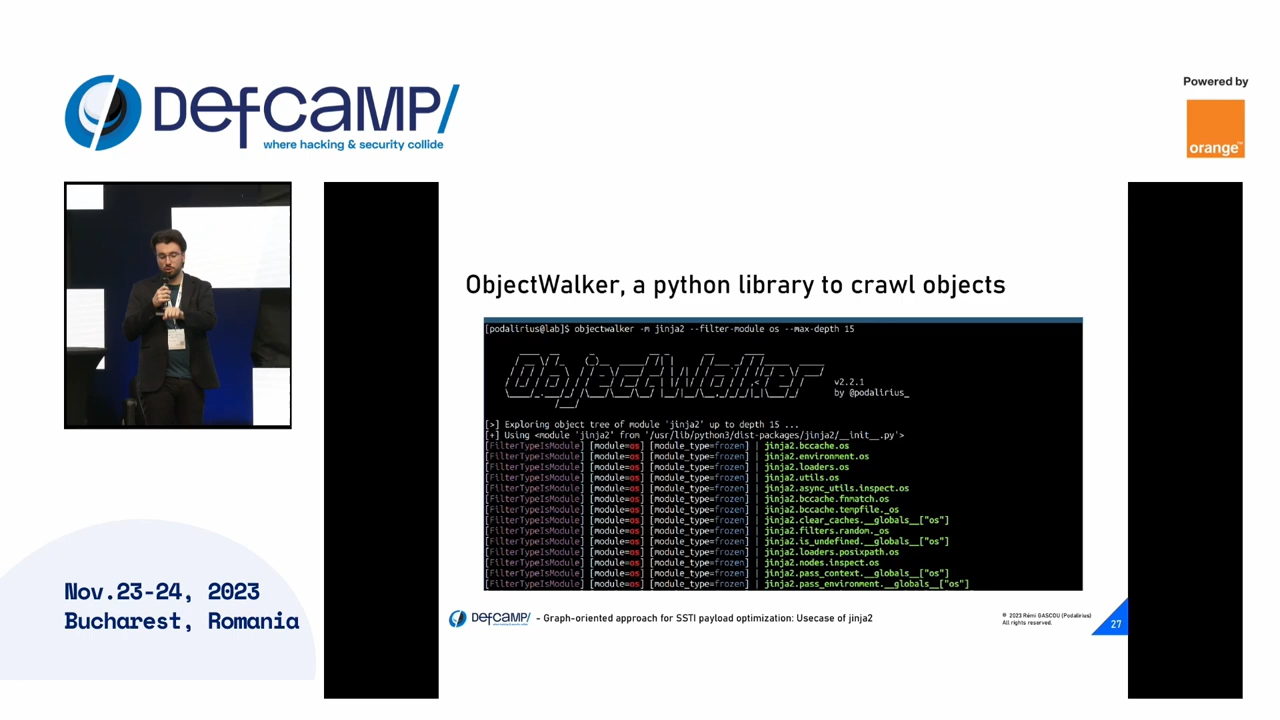 DefCamp/
where hacking & security collide
Powered by
orange™
ObjectWalker, a python library to crawl objects
[podalirius@lab]$ objectwalker -m jinja2 --filter-module os --max-depth 15
ObjectWalker
v2.2.1
by @podalirius_
[>] Exploring object tree of module 'jinja2' up to depth 15 ...
[+] Using <module 'jinja2' from '/usr/lib/python3/dist-packages/jinja2/__init__.py'>
[FilterTypeIsModule] [module=os] [module_type=frozen] | jinja2.bccache.os
[FilterTypeIsModule] [module=os] [module_type=frozen] | jinja2.environment.os
[FilterTypeIsModule] [module=os] [module_type=frozen] | jinja2.loaders.os
[FilterTypeIsModule] [module=os] [module_type=frozen] | jinja2.utils.os
[FilterTypeIsModule] [module=os] [module_type=frozen] | jinja2.async_utils.inspect.os
[FilterTypeIsModule] [module=os] [module_type=frozen] | jinja2.bccache.fnmatch.os
[FilterTypeIsModule] [module=os] [module_type=frozen] | jinja2.bccache.tempfile._os
[FilterTypeIsModule] [module=os] [module_type=frozen] | jinja2.clear_caches.__globals__["os"]
[FilterTypeIsModule] [module=os] [module_type=frozen] | jinja2.filters.random._os
[FilterTypeIsModule] [module=os] [module_type=frozen] | jinja2.is_undefined.__globals__["os"]
[FilterTypeIsModule] [module=os] [module_type=frozen] | jinja2.loaders.posixpath.os
[FilterTypeIsModule] [module=os] [module_type=frozen] | jinja2.nodes.inspect.os
[FilterTypeIsModule] [module=os] [module_type=frozen] | jinja2.pass_context.__globals__["os"]
[FilterTypeIsModule] [module=os] [module_type=frozen] | jinja2.pass_environment.__globals__["os"]
Nov.23-24, 2023
Bucharest, Romania
DefCamp/ - Graph-oriented approach for SSTI payload optimization: Usecase of jinja2
© 2023 Rémi GASCOU (Podalirius)
All rights reserved.
27